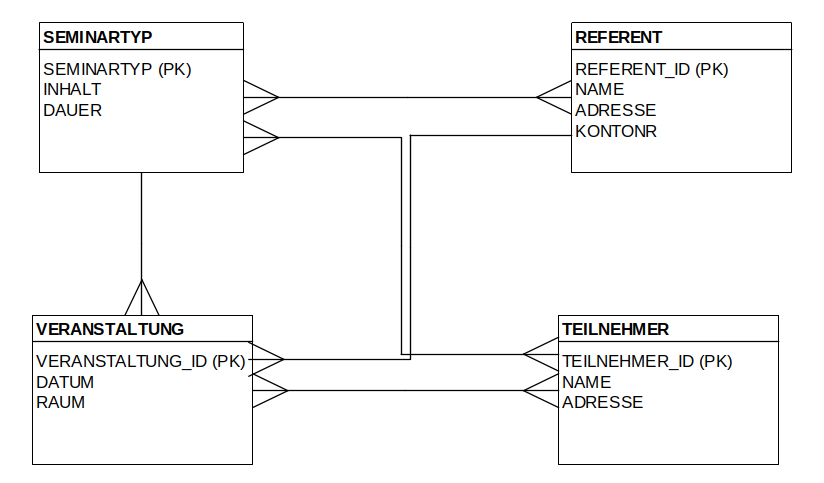 SEMINARTYP
SEMINARTYP (PK)
INHALT
DAUER
REFERENT
REFERENT_ID (PK)
NAME
ADRESSE
KONTONR
VERANSTALTUNG
VERANSTALTUNG_ID (PK)
DATUM
RAUM
TEILNEHMER
TEILNEHMER_ID (PK)
NAME
ADRESSE